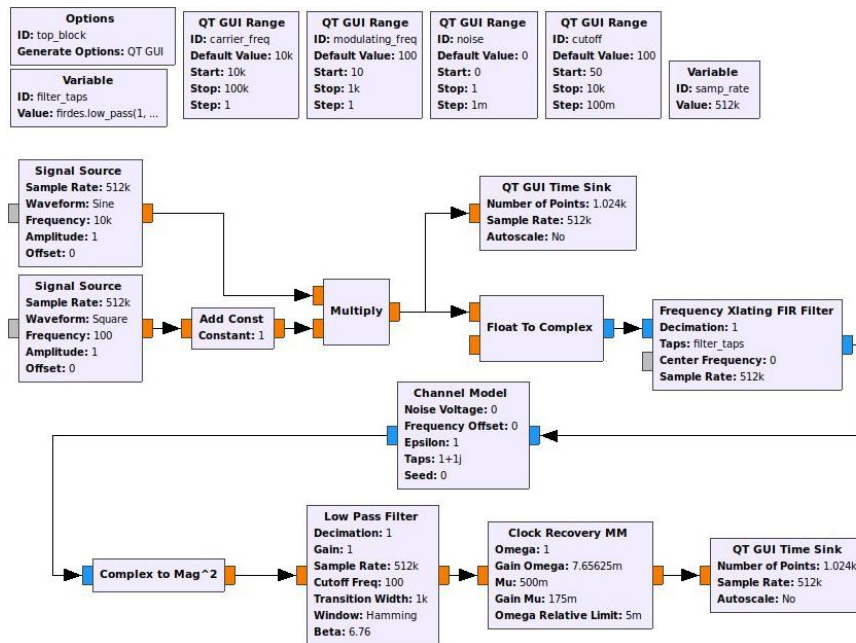 Options
ID: top_block
Generate Options: QT GUI
Variable
ID: filter_taps
Value: firdes.low_pass(1, ...
QT GUI Range
ID: carrier_freq
Default Value: 10k
Start: 10k
Stop: 100k
Step: 1
QT GUI Range
ID: modulating_freq
Default Value: 100
Start: 10
Stop: 1k
Step: 1
QT GUI Range
ID: noise
Default Value: 0
Start: 0
Stop: 1
Step: 1m
QT GUI Range
ID: cutoff
Default Value: 100
Start: 50
Stop: 10k
Step: 100m
Variable
ID: samp_rate
Value: 512k
Signal Source
Sample Rate: 512k
Waveform: Sine
Frequency: 10k
Amplitude: 1
Offset: 0
Signal Source
Sample Rate: 512k
Waveform: Square
Frequency: 100
Amplitude: 1
Offset: 0
Add Const
Constant: 1
Multiply
QT GUI Time Sink
Number of Points: 1.024k
Sample Rate: 512k
Autoscale: No
Float To Complex
Frequency Xlating FIR Filter
Decimation: 1
Taps: filter_taps
Center Frequency: 0
Sample Rate: 512k
Channel Model
Noise Voltage: 0
Frequency Offset: 0
Epsilon: 1
Taps: 1+1j
Seed: 0
Complex to Mag^2
Low Pass Filter
Decimation: 1
Gain: 1
Sample Rate: 512k
Cutoff Freq: 100
Transition Width: 1k
Window: Hamming
Beta: 6.76
Clock Recovery MM
Omega: 1
Gain Omega: 7.65625m
Mu: 500m
Gain Mu: 175m
Omega Relative Limit: 5m
QT GUI Time Sink
Number of Points: 1.024k
Sample Rate: 512k
Autoscale: No